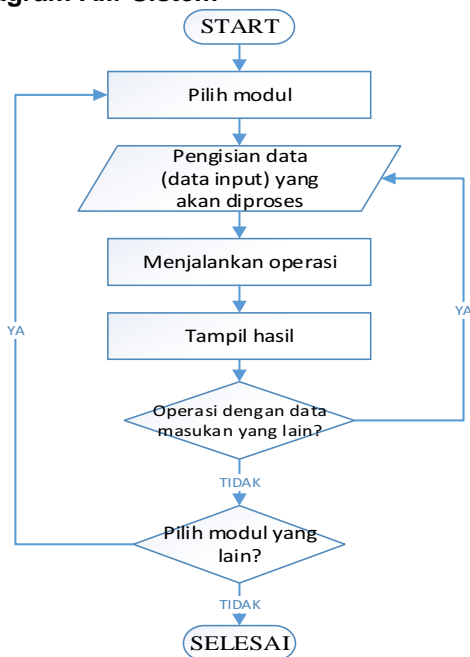 START
Pilih modul
Pengisian data
(data input) yang
akan diproses
Menjalankan operasi
Tampil hasil
YA
YA
Operasi dengan data
masukan yang lain?
TIDAK
Pilih modul yang
lain?
TIDAK
SELESAI